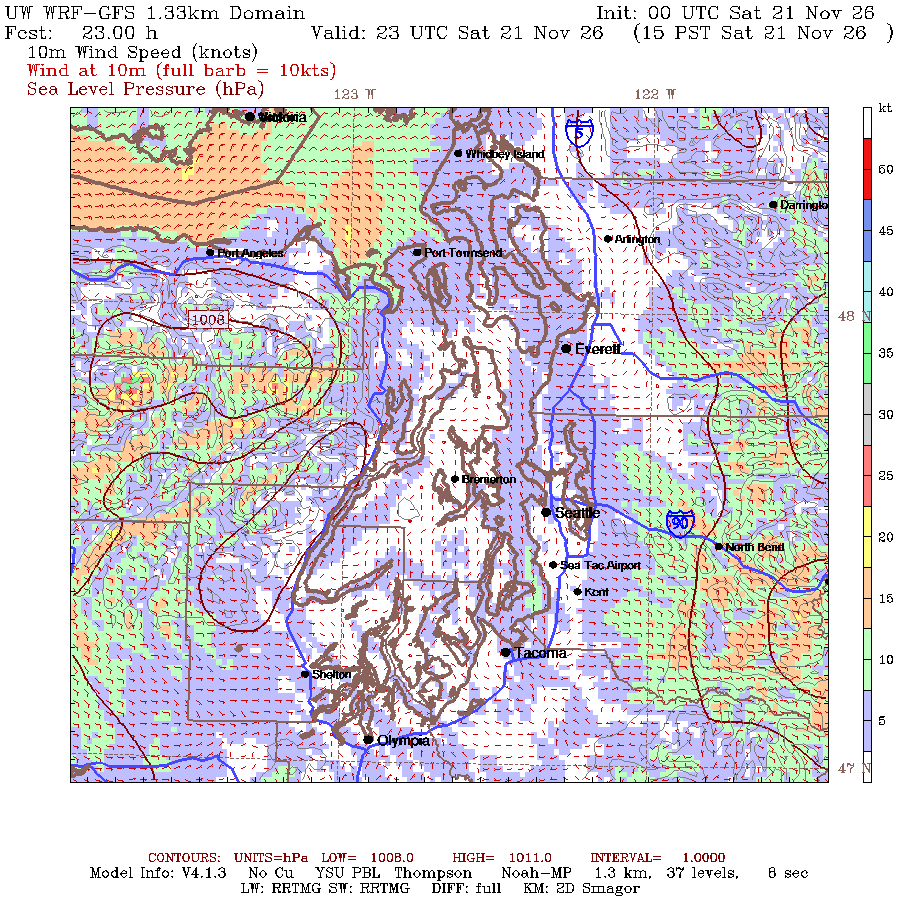 UW WRF-GFS 1.33km Domain Init: 00 UTC Sat 21 Nov 26
Fcst: 23.00 h Valid: 23 UTC Sat 21 Nov 26 (15 PST Sat 21 Nov 26 )
10m Wind Speed (knots)
Wind at 10m (full barb = 10kts)
Sea Level Pressure (hPa)
123 W 122 W
kt
Victoria
5
Whidbey Island
60
Darringto
45
Arlington
Port Angeles
Port Townsend
40
48 N
1008
Everett
35
30
Bremerton
25
Seattle
90
20
North Bend
Sea Tac Airport
Kent
15
Tacoma
10
Shelton
5
Olympia
47 N
CONTOURS: UNITS=hPa LOW= 1008.0 HIGH= 1011.0 INTERVAL= 1.0000
Model Info: V4.1.3 No Cu YSU PBL Thompson Noah-MP 1.3 km, 37 levels, 8 sec
LW: RRTMG SW: RRTMG DIFF: full KM: 2D Smagor